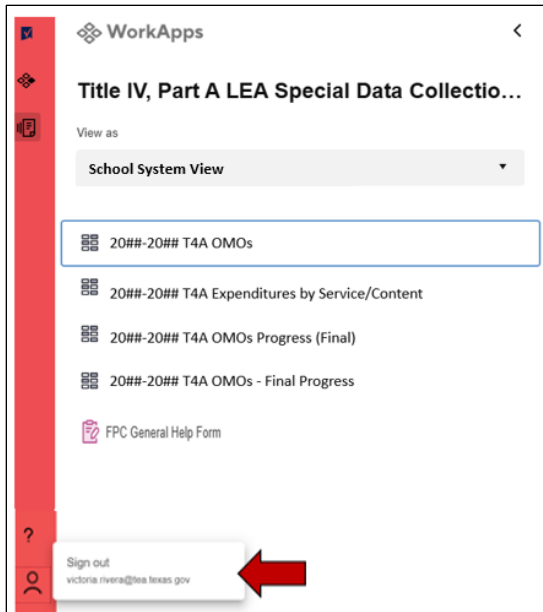 WorkApps
Title IV, Part A LEA Special Data Collectio...
View as
School System View
20##-20## T4A OMOs
20##-20## T4A Expenditures by Service/Content
20##-20## T4A OMOs Progress (Final)
20##-20## T4A OMOs - Final Progress
FPC General Help Form
?
Sign out
victoria.rivera@tea.texas.gov